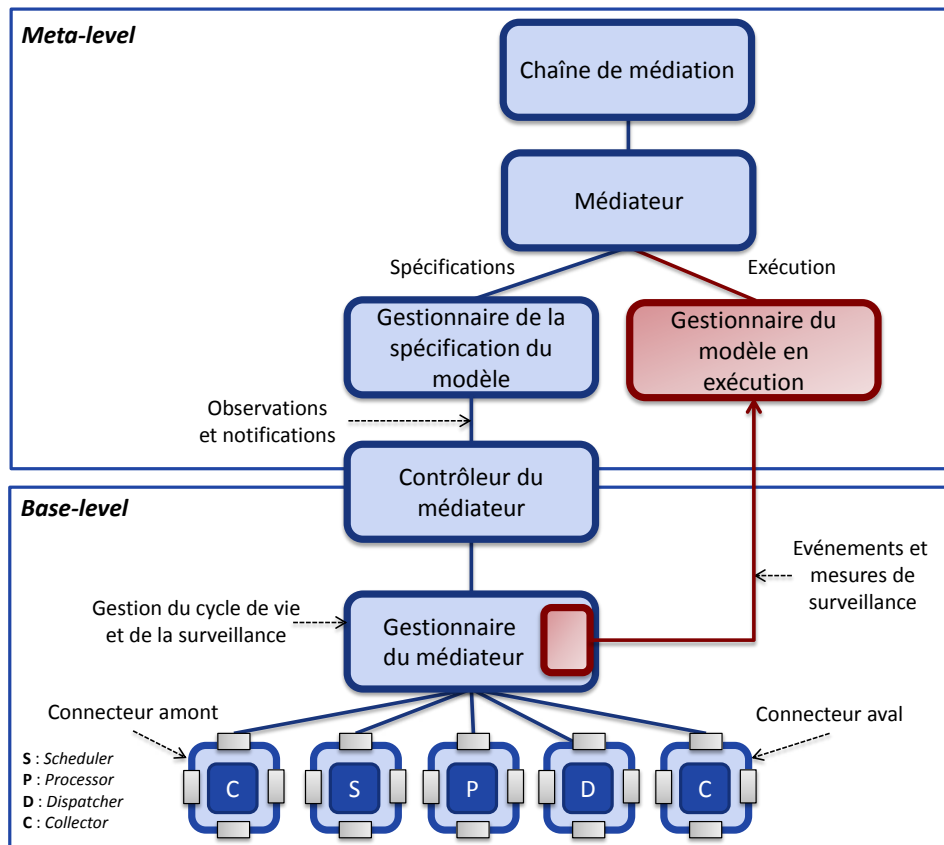 Meta-level
Chaîne de médiation
Médiateur
Spécifications
Exécution
Gestionnaire de la
spécification du
modèle
Gestionnaire du
modèle en
exécution
Observations
et notifications
Contrôleur du
médiateur
Base-level
Evénements et
mesures de
surveillance
Gestion du cycle de vie
et de la surveillance
Gestionnaire
du médiateur
Connecteur amont
Connecteur aval
S : Scheduler
P : Processor
D : Dispatcher
C : Collector
C
S
P
D
C